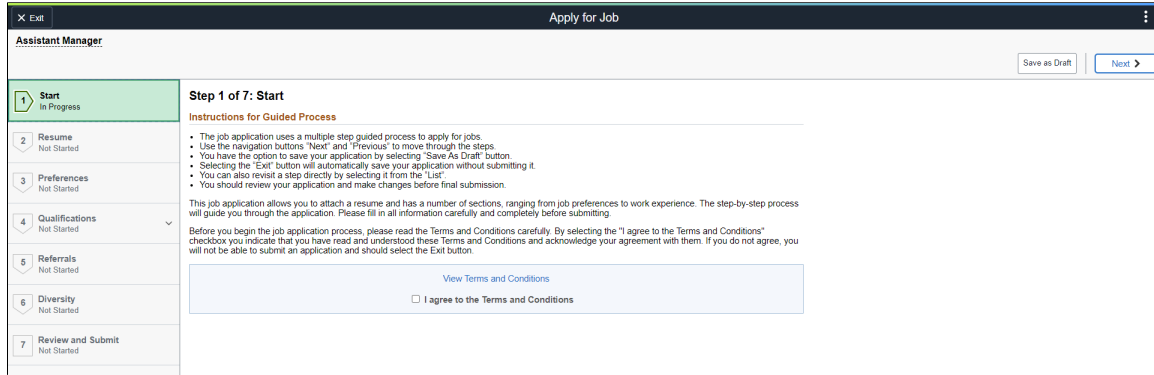 Exit
Apply for Job
Assistant Manager
Save as Draft
Next
1
Start
In Progress
2
Resume
Not Started
3
Preferences
Not Started
4
Qualifications
Not Started
5
Referrals
Not Started
6
Diversity
Not Started
7
Review and Submit
Not Started
Step 1 of 7: Start
Instructions for Guided Process
• The job application uses a multiple step guided process to apply for jobs.
• Use the navigation buttons "Next" and "Previous" to move through the steps.
• You have the option to save your application by selecting "Save As Draft" button.
• Selecting the "Exit" button will automatically save your application without submitting it.
• You can also revisit a step directly by selecting it from the "List".
• You should review your application and make changes before final submission.
This job application allows you to attach a resume and has a number of sections, ranging from job preferences to work experience. The step-by-step process
will guide you through the application. Please fill in all information carefully and completely before submitting.
Before you begin the job application process, please read the Terms and Conditions carefully. By selecting the "I agree to the Terms and Conditions"
checkbox you indicate that you have read and understood these Terms and Conditions and acknowledge your agreement with them. If you do not agree, you
will not be able to submit an application and should select the Exit button.
View Terms and Conditions
I agree to the Terms and Conditions